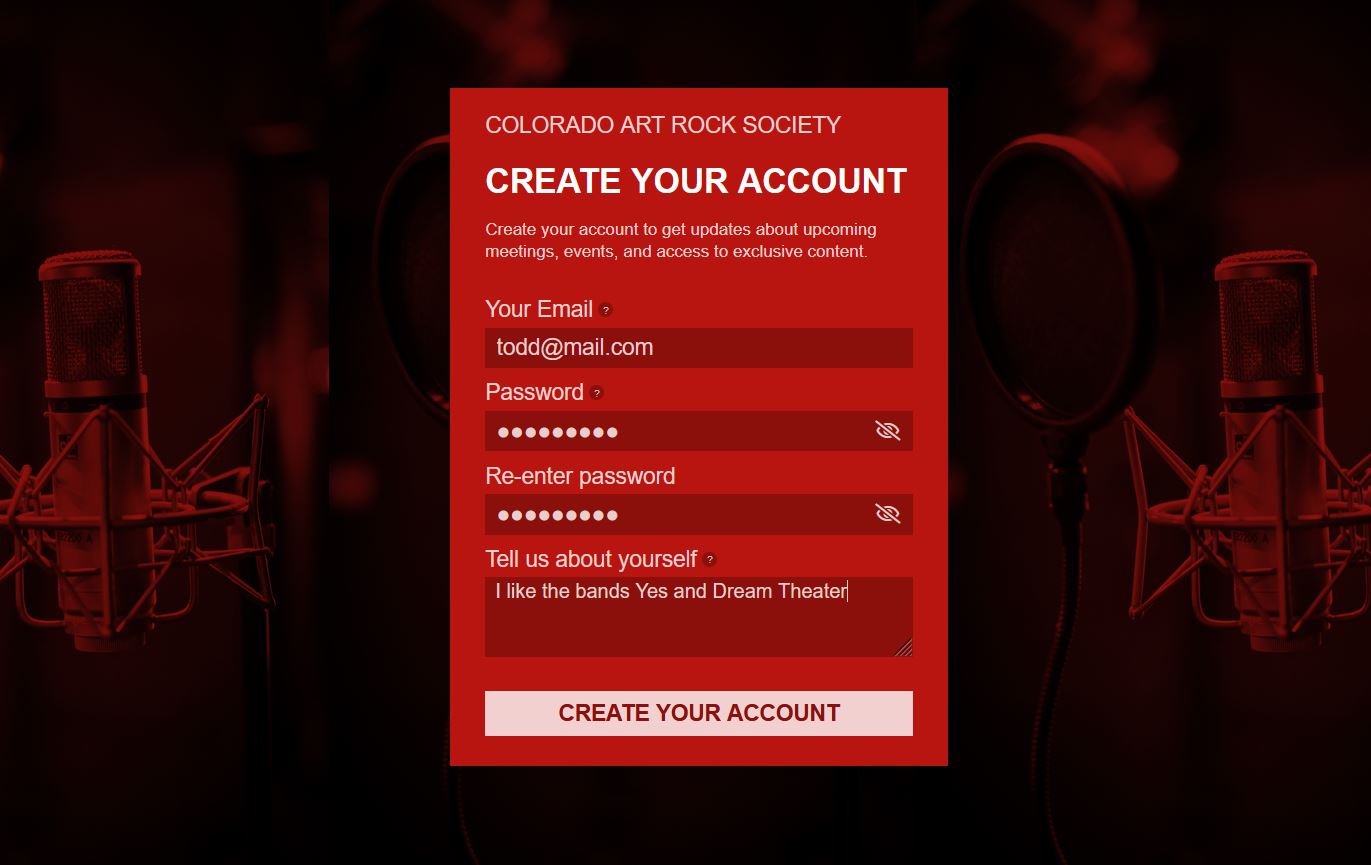 COLORADO ART ROCK SOCIETY
CREATE YOUR ACCOUNT
Create your account to get updates about upcoming
meetings, events, and access to exclusive content.
Your Email ?
todd@mail.com
Password ?
●●●●●●●●●
Re-enter password
●●●●●●●●●
Tell us about yourself ?
I like the bands Yes and Dream Theater
CREATE YOUR ACCOUNT